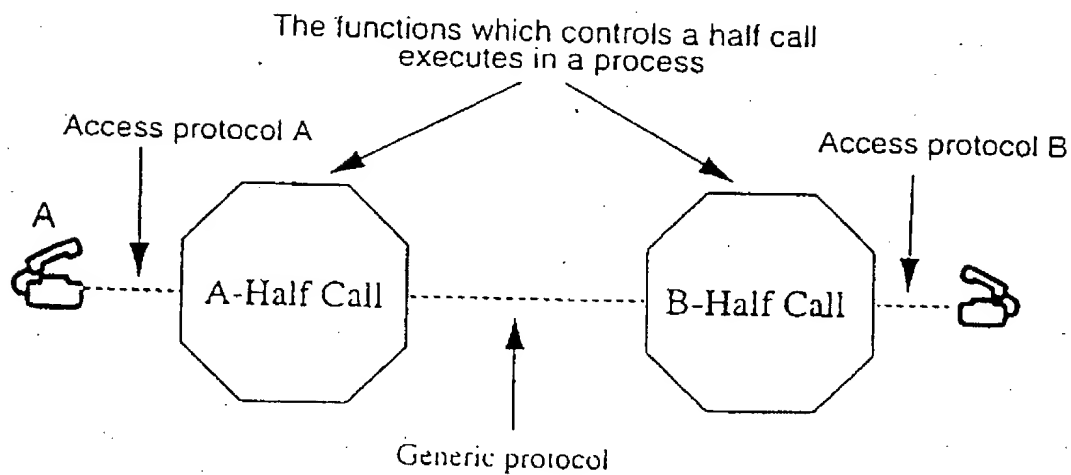 The functions which controls a half call
executes in a process
Access protocol A
Access protocol B
A
A-Half Call
B-Half Call
Generic protocol